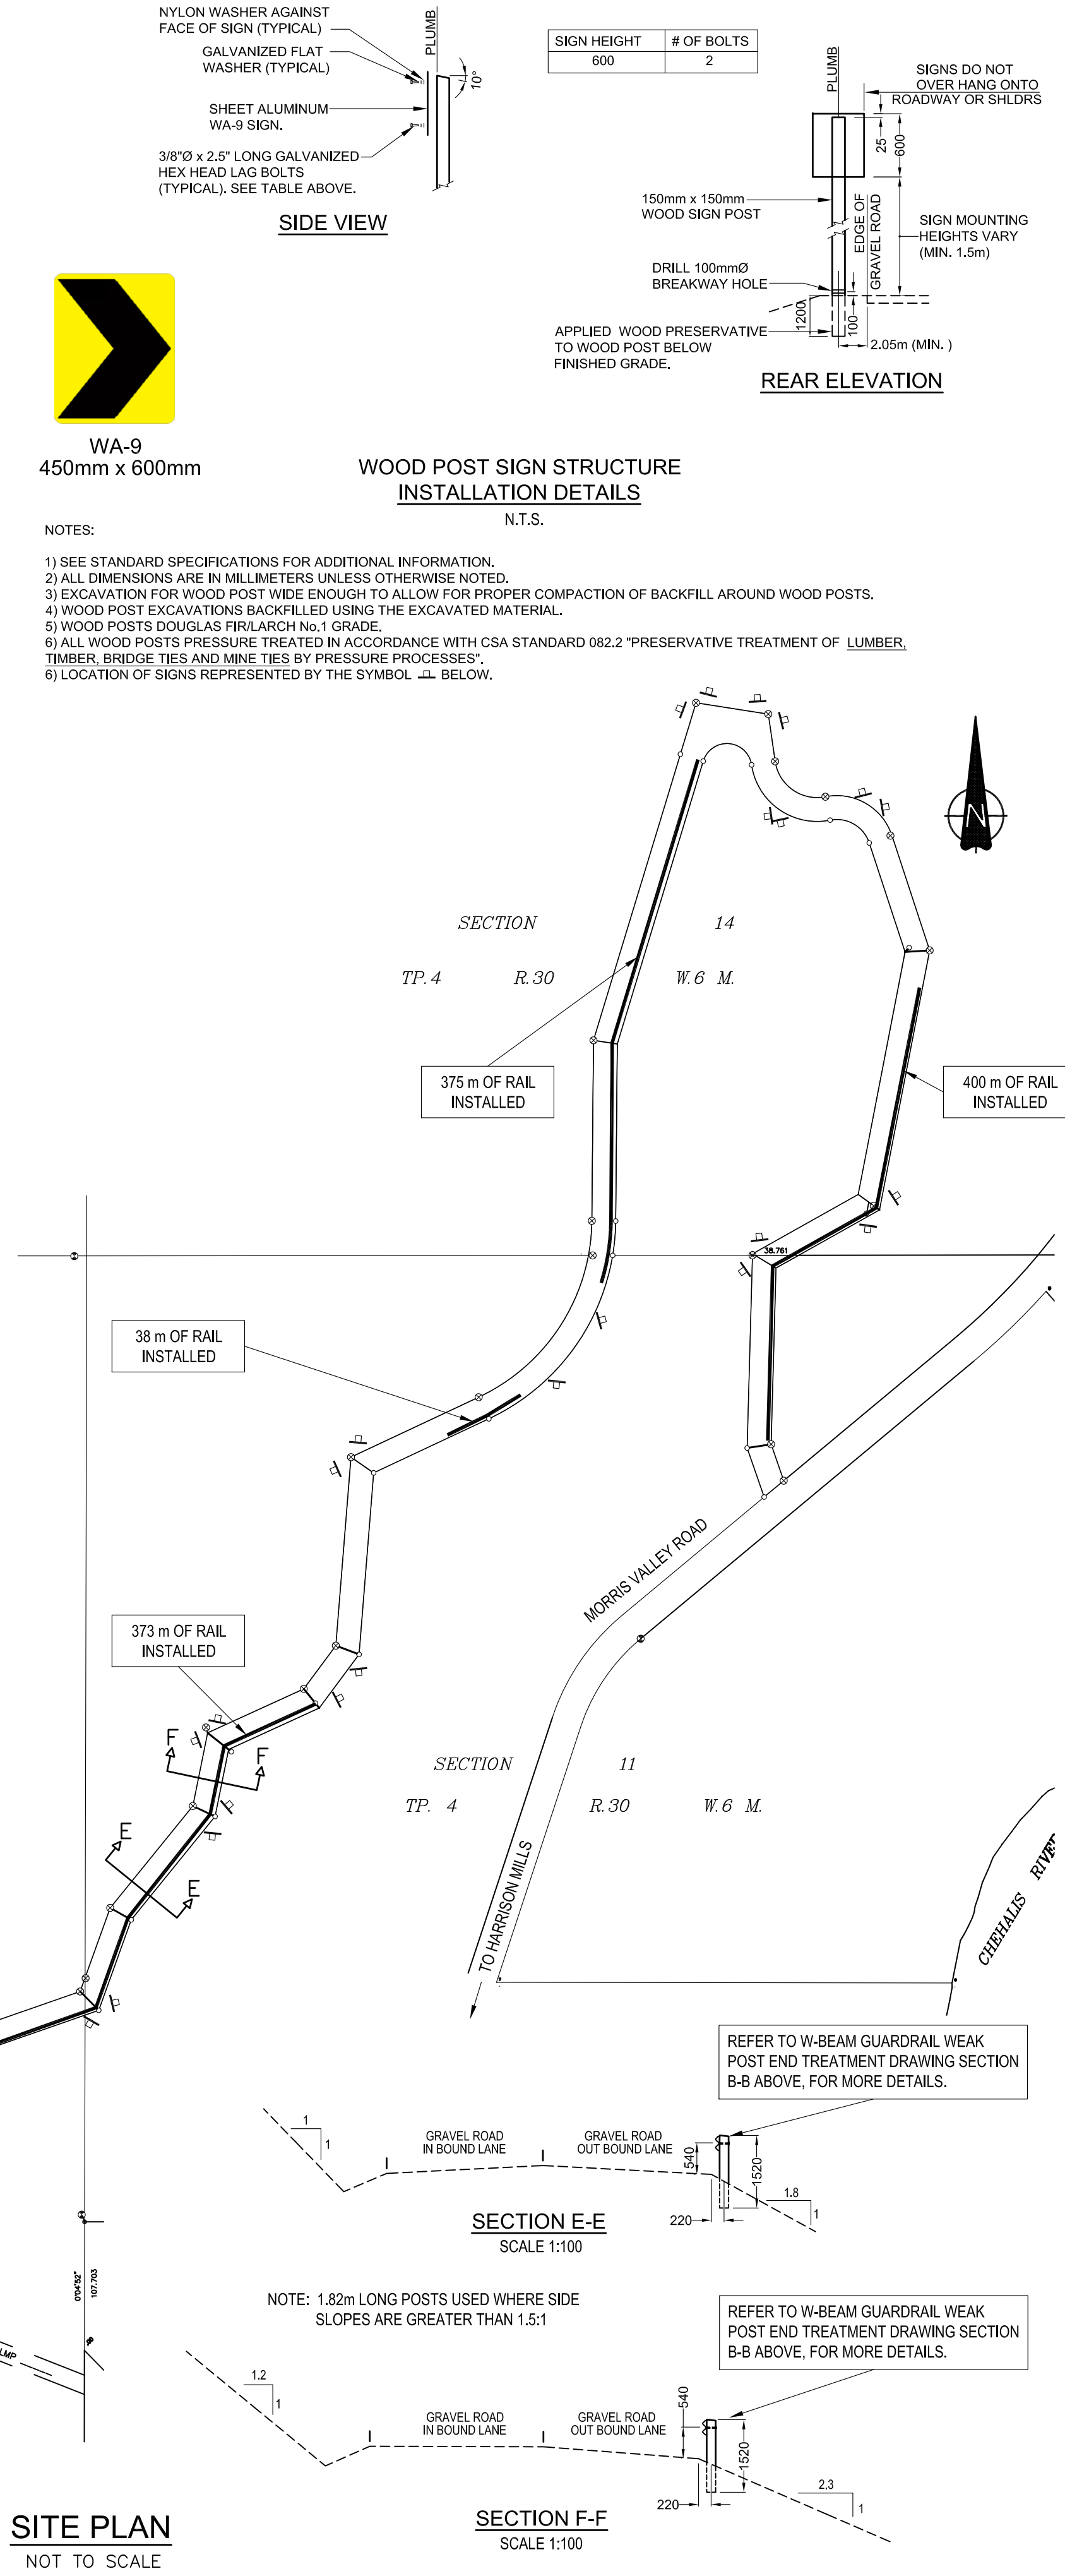 NYLON WASHER AGAINST
FACE OF SIGN (TYPICAL)
GALVANIZED FLAT
WASHER (TYPICAL)
SHEET ALUMINUM
WA-9 SIGN.
3/8"Ø x 2.5" LONG GALVANIZED
HEX HEAD LAG BOLTS
(TYPICAL). SEE TABLE ABOVE.
PLUMB
10°
SIDE VIEW
SIGN HEIGHT # OF BOLTS
600 2
PLUMB
SIGNS DO NOT
OVER HANG ONTO
ROADWAY OR SHLDRS
25
600
150mm x 150mm
WOOD SIGN POST
EDGE OF
GRAVEL ROAD
SIGN MOUNTING
HEIGHTS VARY
(MIN. 1.5m)
DRILL 100mmØ
BREAKWAY HOLE
1200
100
APPLIED WOOD PRESERVATIVE
TO WOOD POST BELOW
FINISHED GRADE.
2.05m (MIN. )
REAR ELEVATION
WA-9
450mm x 600mm
WOOD POST SIGN STRUCTURE
INSTALLATION DETAILS
N.T.S.
NOTES:
1) SEE STANDARD SPECIFICATIONS FOR ADDITIONAL INFORMATION.
2) ALL DIMENSIONS ARE IN MILLIMETERS UNLESS OTHERWISE NOTED.
3) EXCAVATION FOR WOOD POST WIDE ENOUGH TO ALLOW FOR PROPER COMPACTION OF BACKFILL AROUND WOOD POSTS.
4) WOOD POST EXCAVATIONS BACKFILLED USING THE EXCAVATED MATERIAL.
5) WOOD POSTS DOUGLAS FIR/LARCH No.1 GRADE.
6) ALL WOOD POSTS PRESSURE TREATED IN ACCORDANCE WITH CSA STANDARD 082.2 "PRESERVATIVE TREATMENT OF LUMBER,
TIMBER, BRIDGE TIES AND MINE TIES BY PRESSURE PROCESSES".
6) LOCATION OF SIGNS REPRESENTED BY THE SYMBOL BELOW.
N
SECTION 14
TP. 4 R.30 W.6 M.
375 m OF RAIL
INSTALLED
400 m OF RAIL
INSTALLED
38.761
38 m OF RAIL
INSTALLED
MORRIS VALLEY ROAD
373 m OF RAIL
INSTALLED
F
F
SECTION 11
TP. 4 R.30 W.6 M.
E
E
TO HARRISON MILLS
CHEHALIS RIVER
REFER TO W-BEAM GUARDRAIL WEAK
POST END TREATMENT DRAWING SECTION
B-B ABOVE, FOR MORE DETAILS.
1
1
GRAVEL ROAD
IN BOUND LANE
GRAVEL ROAD
OUT BOUND LANE
540
1520
1.8
1
220
SECTION E-E
SCALE 1:100
0°04'52"
107.703
NOTE: 1.82m LONG POSTS USED WHERE SIDE
SLOPES ARE GREATER THAN 1.5:1
REFER TO W-BEAM GUARDRAIL WEAK
POST END TREATMENT DRAWING SECTION
B-B ABOVE, FOR MORE DETAILS.
LMP
1.2
1
GRAVEL ROAD
IN BOUND LANE
GRAVEL ROAD
OUT BOUND LANE
540
1520
2.3
1
220
SECTION F-F
SCALE 1:100
SITE PLAN
NOT TO SCALE